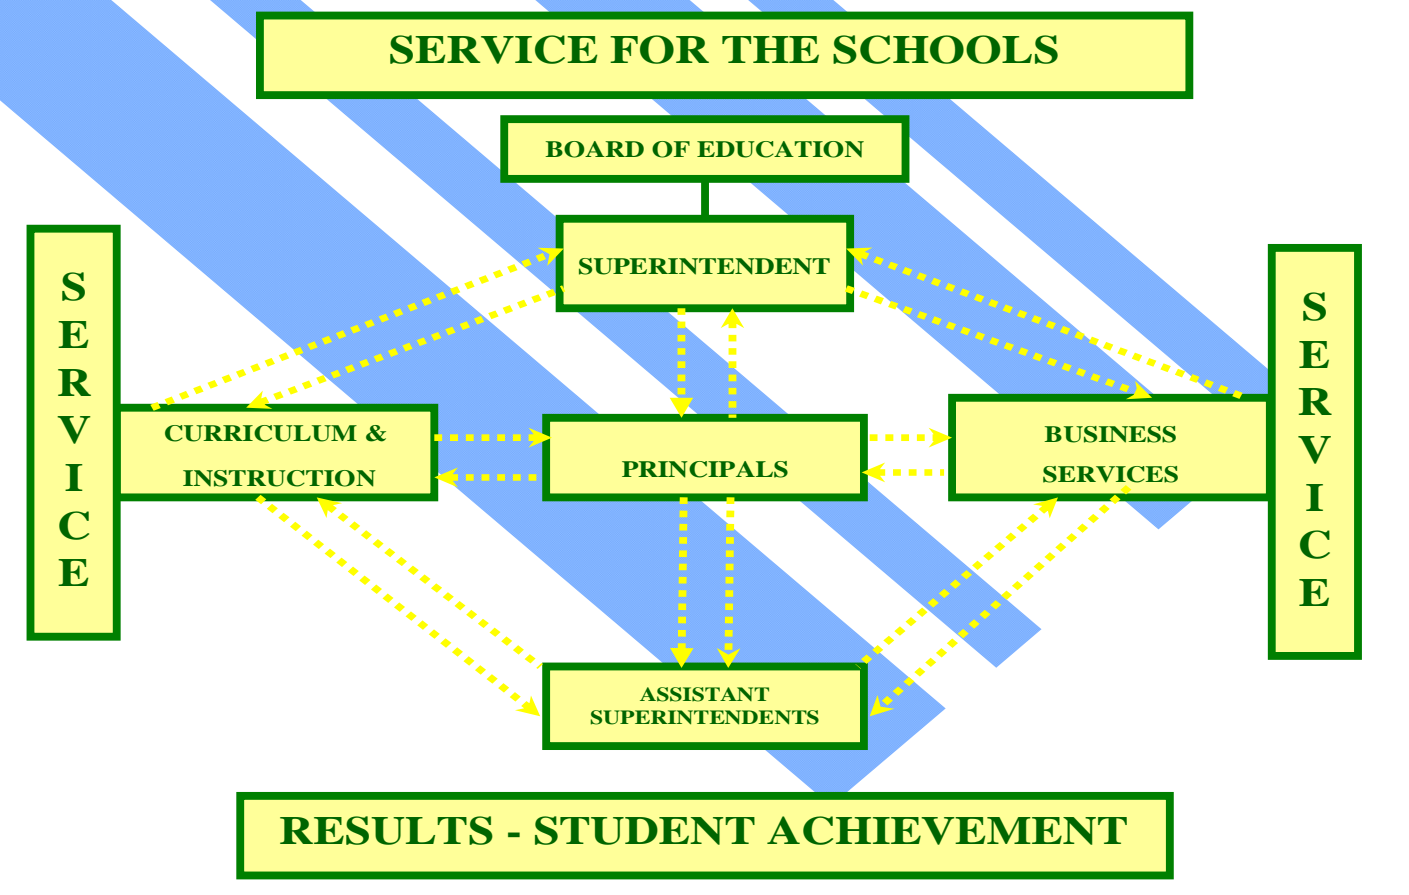 SERVICE FOR THE SCHOOLS
BOARD OF EDUCATION
SUPERINTENDENT
S
E
R
V
I
C
E
CURRICULUM &
INSTRUCTION
PRINCIPALS
BUSINESS
SERVICES
S
E
R
V
I
C
E
ASSISTANT
SUPERINTENDENTS
RESULTS - STUDENT ACHIEVEMENT